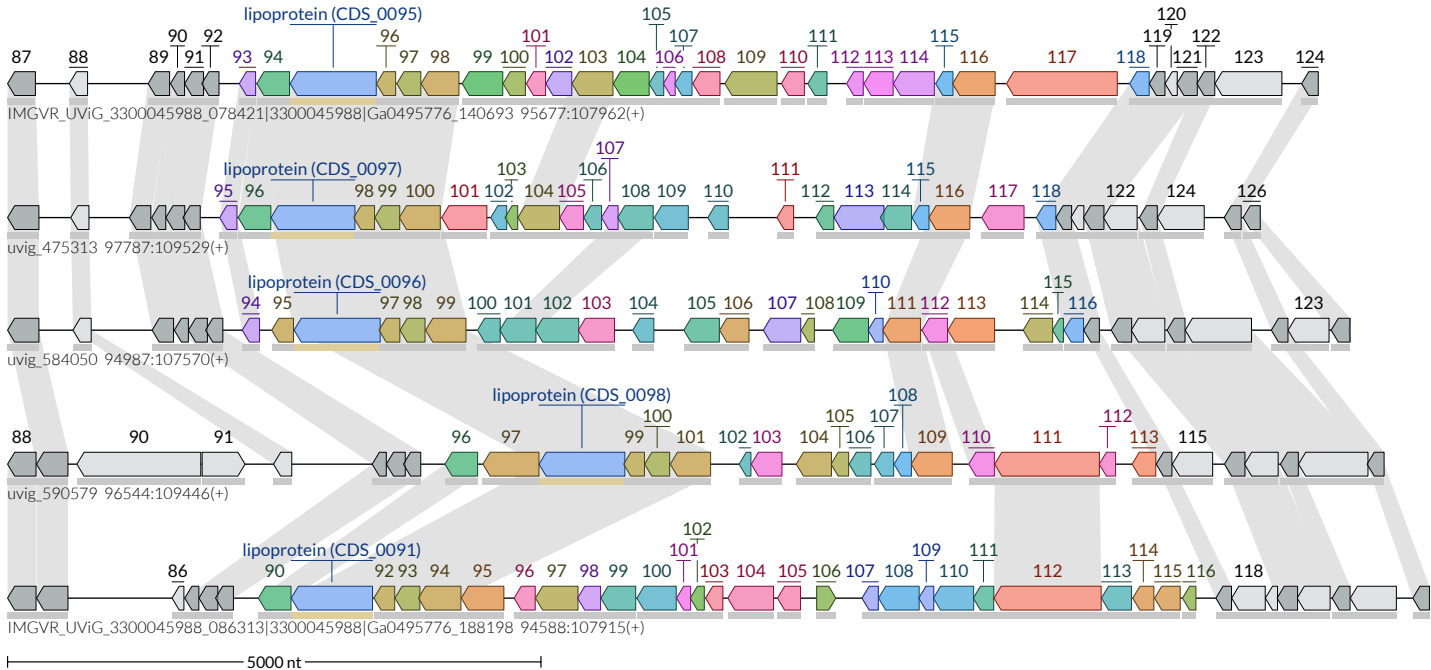 lipoprotein (CDS_0095)
87 88 89 90 91 92 93 94 96 97 98 99 100 101 102 103 104 105 106 107 108 109 110 111 112 113 114 115 116 117 118 119 120 121 122 123 124
IMGVR_UViG_3300045988_078421|3300045988|Ga0495776_140693 95677:107962(+)
lipoprotein (CDS_0097)
95 96 98 99 100 101 102 103 104 105 106 107 108 109 110 111 112 113 114 115 116 117 118 122 124 126
uvig_475313 97787:109529(+)
lipoprotein (CDS_0096)
94 95 97 98 99 100 101 102 103 104 105 106 107 108 109 110 111 112 113 114 115 116 123
uvig_584050 94987:107570(+)
lipoprotein (CDS_0098)
88 90 91 96 97 99 100 101 102 103 104 105 106 107 108 109 110 111 112 113 115
uvig_590579 96544:109446(+)
lipoprotein (CDS_0091)
86 90 92 93 94 95 96 97 98 99 100 101 102 103 104 105 106 107 108 109 110 111 112 113 114 115 116 118
IMGVR_UViG_3300045988_086313|3300045988|Ga0495776_188198 94588:107915(+)
5000 nt